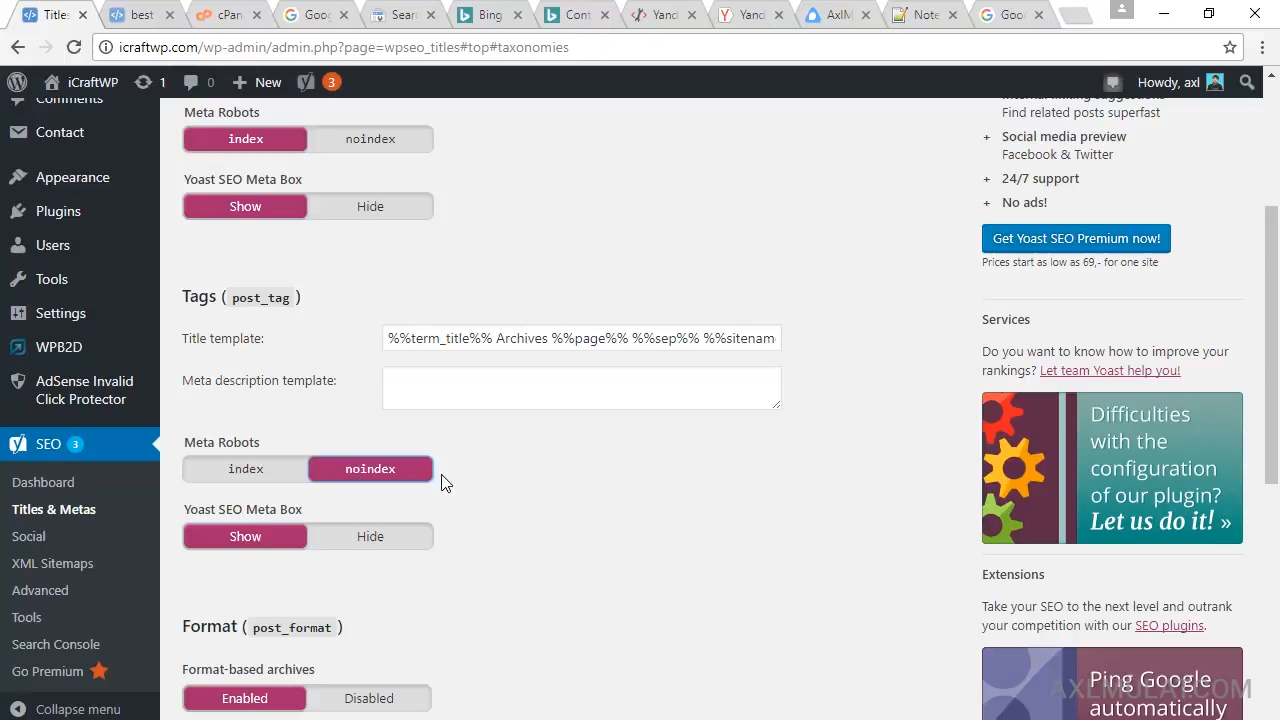 Titles
best
cPan
Goog
Searc
Bing
Cont
Yand
Yand
AxlM
Note
Goo
icraftwp.com/wp-admin/admin.php?page=wpseo_titles#top#taxonomies
iCraftWP
1
0
New
3
Howdy, axl
Comments
Contact
Appearance
Plugins
Users
Tools
Settings
WPB2D
AdSense Invalid
Click Protector
SEO 3
Dashboard
Titles & Metas
Social
XML Sitemaps
Advanced
Tools
Search Console
Go Premium
Collapse menu
Meta Robots
index noindex
Yoast SEO Meta Box
Show Hide
Tags ( post_tag )
Title template:
%%term_title%% Archives %%page%% %%sep%% %%sitenam
Meta description template:
Meta Robots
index noindex
Yoast SEO Meta Box
Show Hide
Format ( post_format )
Format-based archives
Enabled Disabled
Find related posts superfast
+ Social media preview
Facebook & Twitter
+ 24/7 support
+ No ads!
Get Yoast SEO Premium now!
Prices start as low as 69,- for one site
Services
Do you want to know how to improve your
rankings? Let team Yoast help you!
Difficulties
with the
configuration
of our plugin?
Let us do it! »
Extensions
Take your SEO to the next level and outrank
your competition with our SEO plugins.
Ping Google
automatically
AXLMULAT.COM